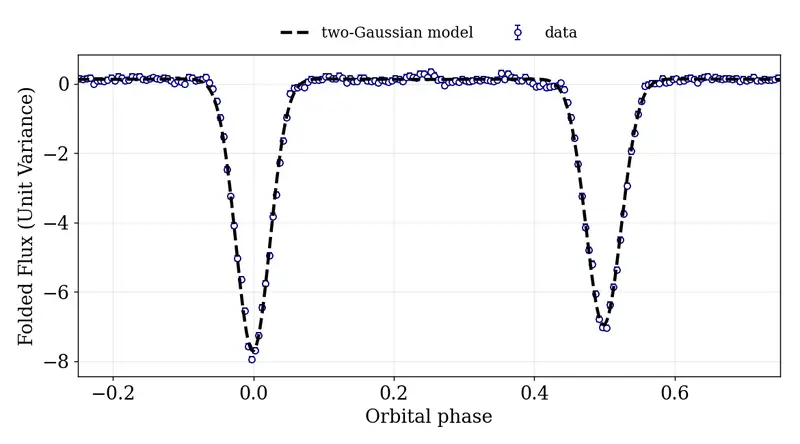 two-Gaussian model
data
Folded Flux (Unit Variance)
0
−2
−4
−6
−8
−0.2
0.0
0.2
0.4
0.6
Orbital phase